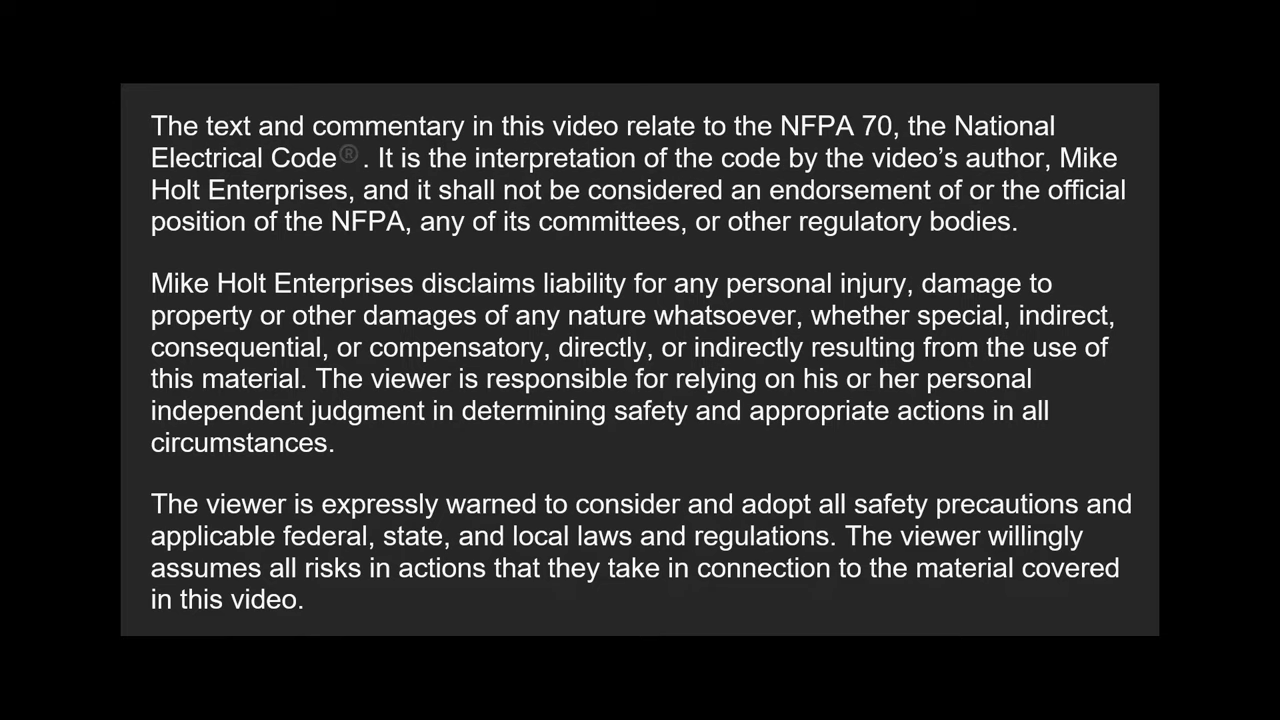 The text and commentary in this video relate to the NFPA 70, the National
Electrical Code®. It is the interpretation of the code by the video’s author, Mike
Holt Enterprises, and it shall not be considered an endorsement of or the official
position of the NFPA, any of its committees, or other regulatory bodies.
Mike Holt Enterprises disclaims liability for any personal injury, damage to
property or other damages of any nature whatsoever, whether special, indirect,
consequential, or compensatory, directly, or indirectly resulting from the use of
this material. The viewer is responsible for relying on his or her personal
independent judgment in determining safety and appropriate actions in all
circumstances.
The viewer is expressly warned to consider and adopt all safety precautions and
applicable federal, state, and local laws and regulations. The viewer willingly
assumes all risks in actions that they take in connection to the material covered
in this video.